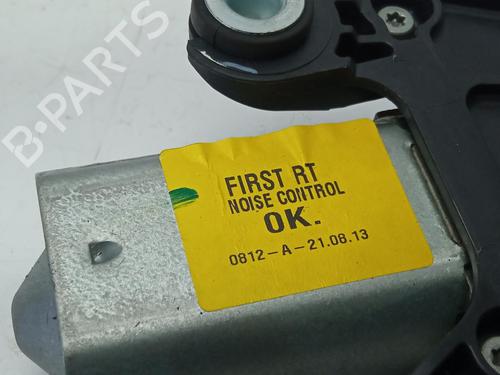 B-PARTS
FIRST RT
NOISE CONTROL
OK.
0812-A-21.08.13